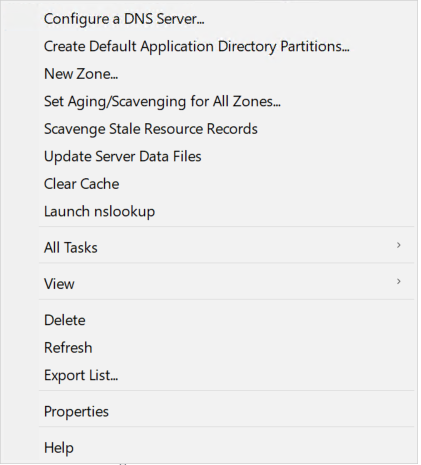 Configure a DNS Server...
Create Default Application Directory Partitions...
New Zone...
Set Aging/Scavenging for All Zones...
Scavenge Stale Resource Records
Update Server Data Files
Clear Cache
Launch nslookup
All Tasks
View
Delete
Refresh
Export List...
Properties
Help